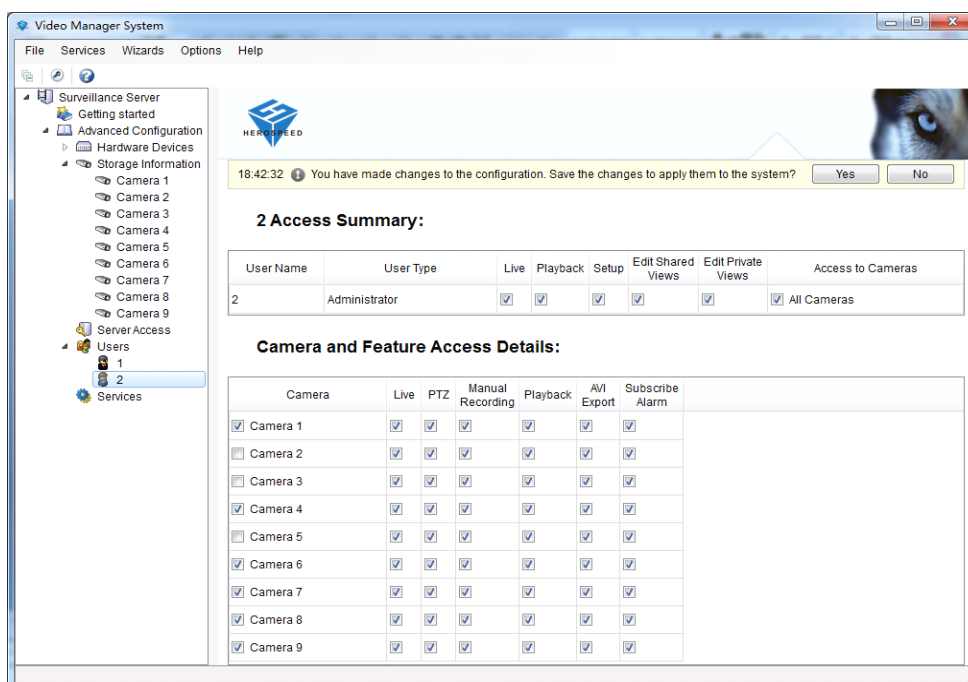 Video Manager System
File Services Wizards Options Help
Surveillance Server
Getting started
Advanced Configuration
Hardware Devices
Storage Information
Camera 1
Camera 2
Camera 3
Camera 4
Camera 5
Camera 6
Camera 7
Camera 8
Camera 9
Server Access
Users
1
2
Services
HEROSPEED
18:42:32 You have made changes to the configuration. Save the changes to apply them to the system? Yes No
2 Access Summary:
User Name User Type Live Playback Setup Edit Shared Views Edit Private Views Access to Cameras
2 Administrator All Cameras
Camera and Feature Access Details:
Camera Live PTZ Manual Recording Playback AVI Export Subscribe Alarm
Camera 1
Camera 2
Camera 3
Camera 4
Camera 5
Camera 6
Camera 7
Camera 8
Camera 9